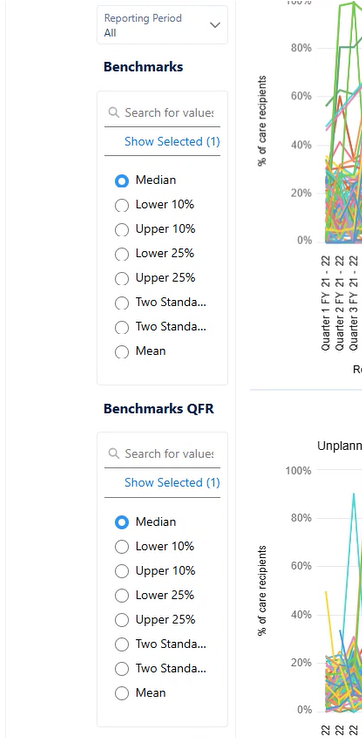 Reporting Period
All
Benchmarks
Search for values
Show Selected (1)
Median
Lower 10%
Upper 10%
Lower 25%
Upper 25%
Two Standa...
Two Standa...
Mean
Benchmarks QFR
Search for values
Show Selected (1)
Median
Lower 10%
Upper 10%
Lower 25%
Upper 25%
Two Standa...
Two Standa...
Mean
100%
80%
60%
40%
20%
0%
% of care recipients
Quarter 1 FY 21 - 22
Quarter 2 FY 21 - 22
Quarter 3 FY 21 - 22
Unplann
100%
80%
60%
40%
20%
0%
% of care recipients
22
22
22